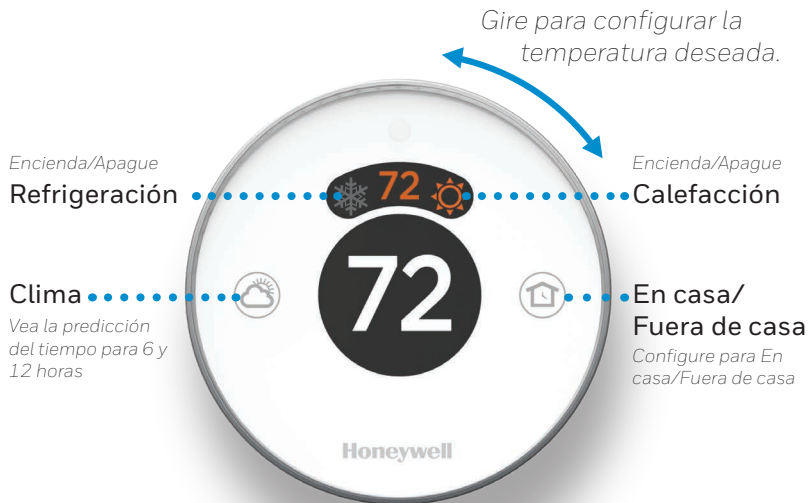 Gire para configurar la
temperatura deseada.
Encienda/Apague
Refrigeración
72
Encienda/Apague
Calefacción
72
Clima
Vea la predicción
del tiempo para 6 y
12 horas
En casa/
Fuera de casa
Configure para En
casa/Fuera de casa
Honeywell